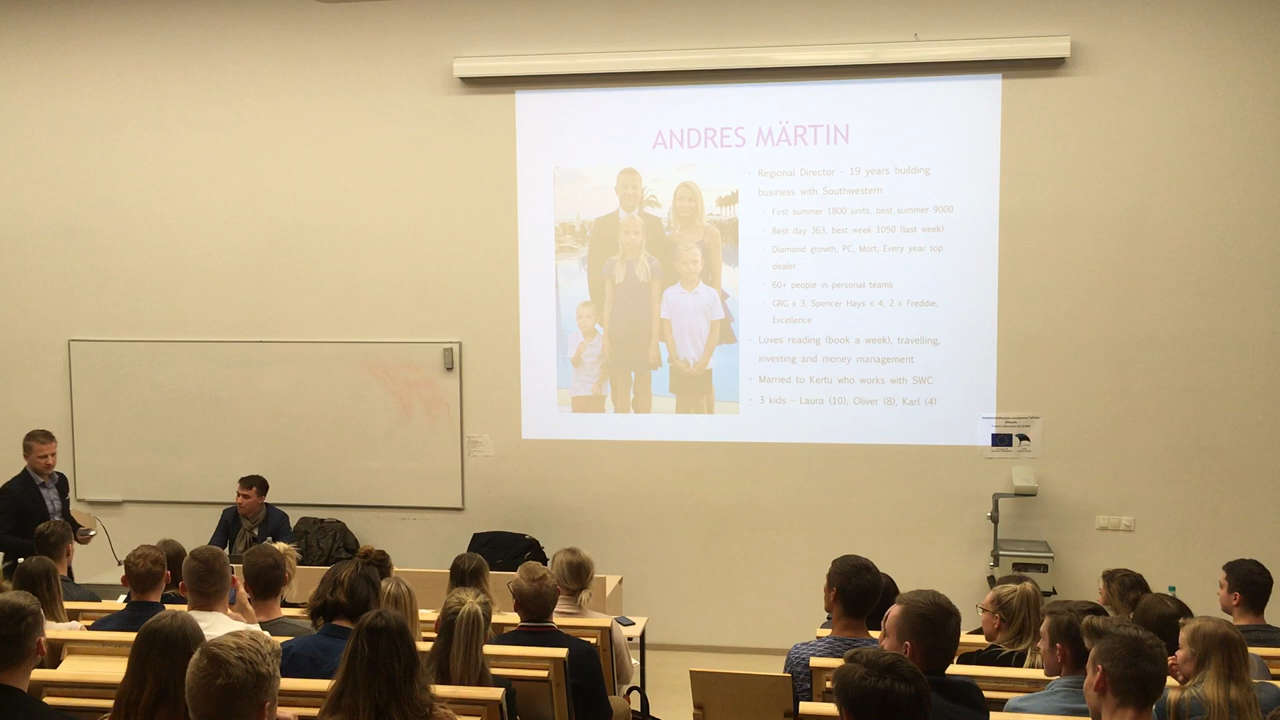 ANDRES MÄRTIN
- Regional Director - 19 years building
business with Southwestern
- First summer 1800 units, best summer 9000
- Best day 363, best week 1050 (last week)
- Diamond growth, PC, Mort, Every year top
dealer
- 60+ people in personal teams
- GRG x 3, Spencer Hays x 4, 2 x Freddie,
Excellence
- Loves reading (book a week), travelling,
investing and money management
- Married to Kertu who works with SWC
- 3 kids - Laura (10), Oliver (8), Karl (4)